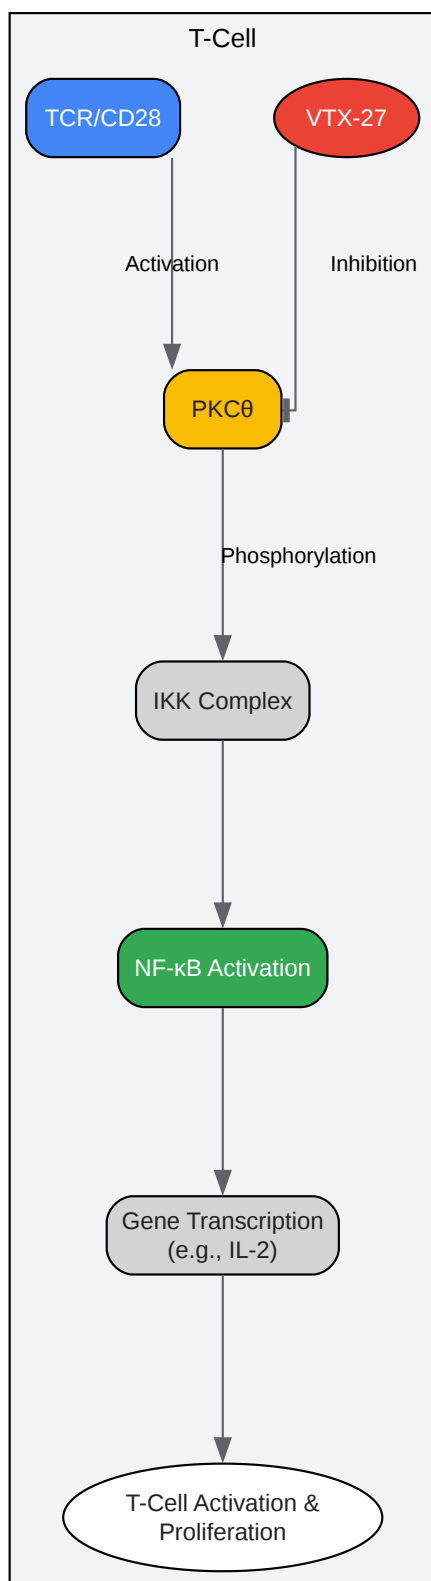 T-Cell
TCR/CD28
VTX-27
Activation
Inhibition
PKCθ
Phosphorylation
IKK Complex
NF-κB Activation
Gene Transcription
(e.g., IL-2)
T-Cell Activation &
Proliferation